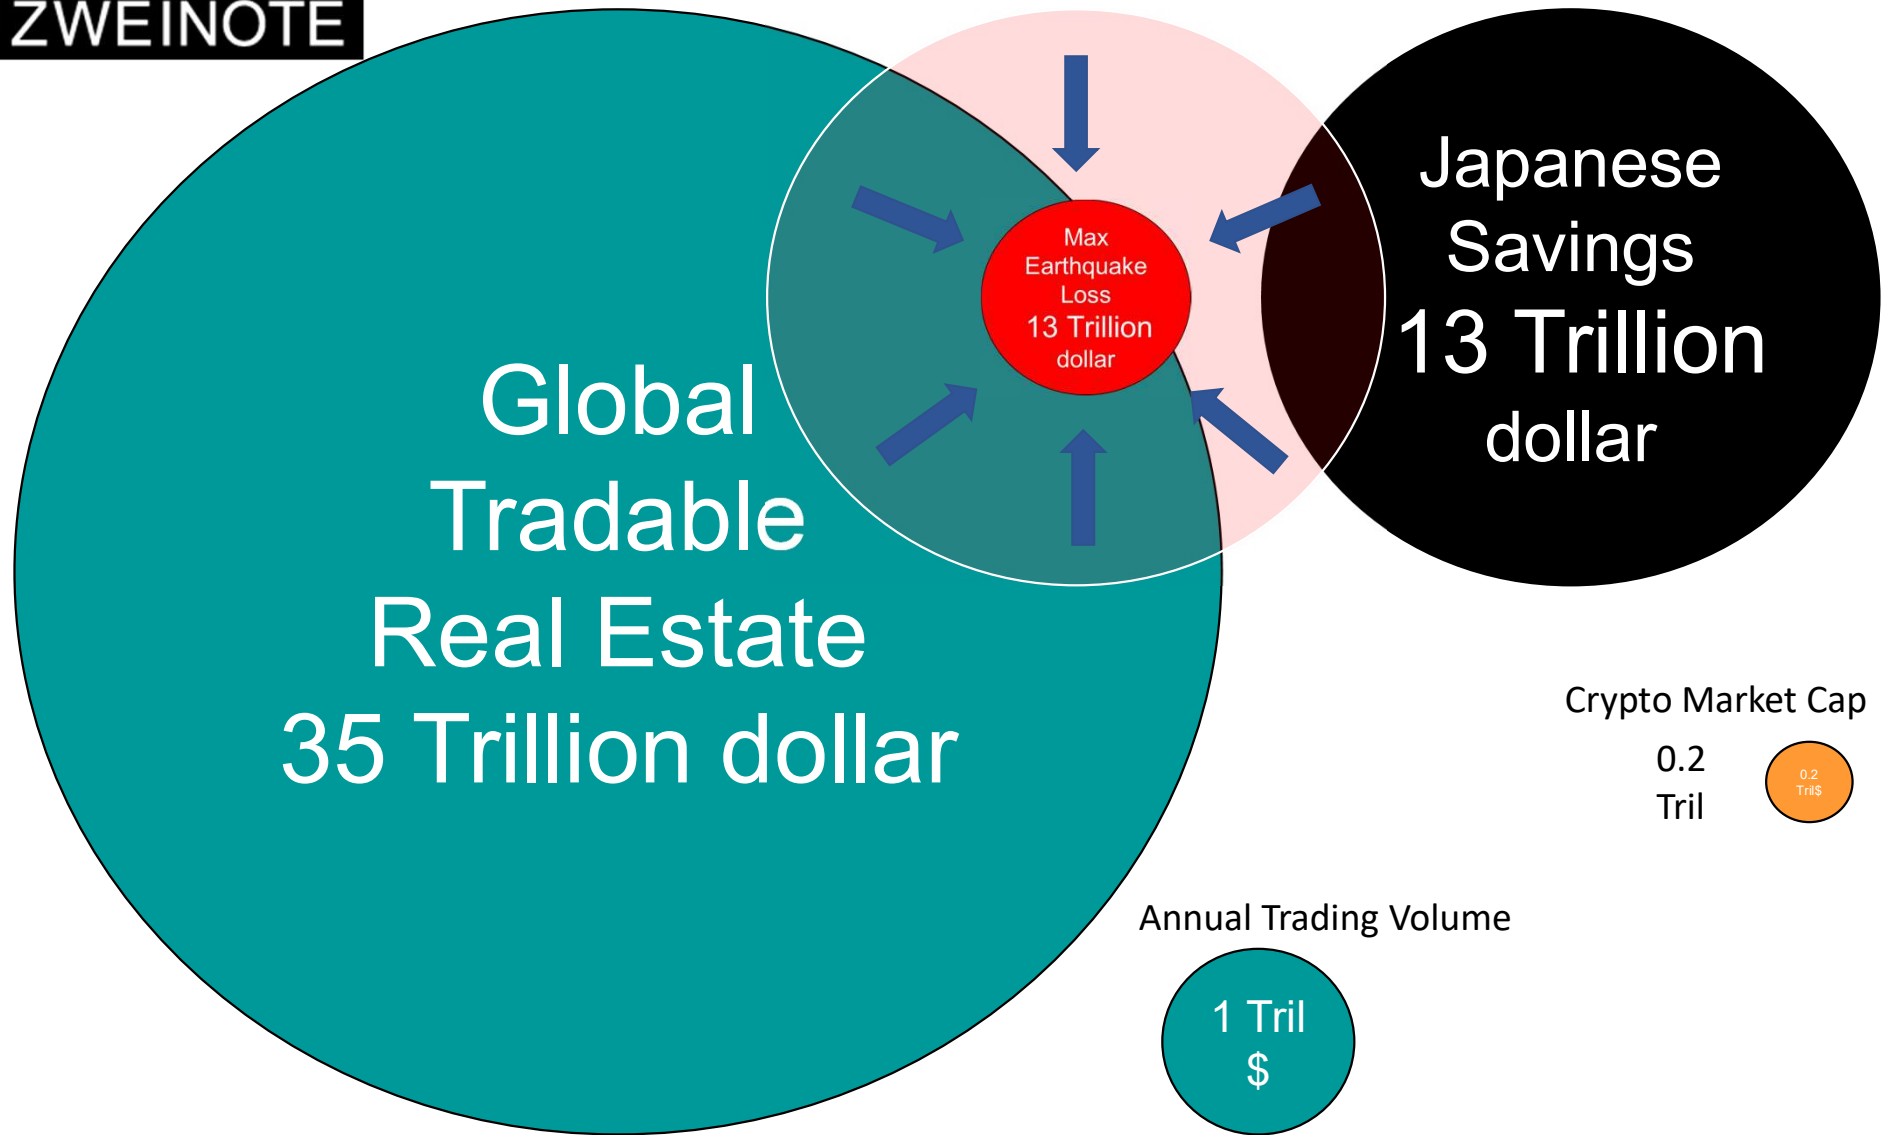 ZWEINOTE
Global
Tradable
Real Estate
35 Trillion dollar
Max
Earthquake
Loss
13 Trillion
dollar
Japanese
Savings
13 Trillion
dollar
Crypto Market Cap
0.2
Tril
0.2
Tril$
Annual Trading Volume
1 Tril
$